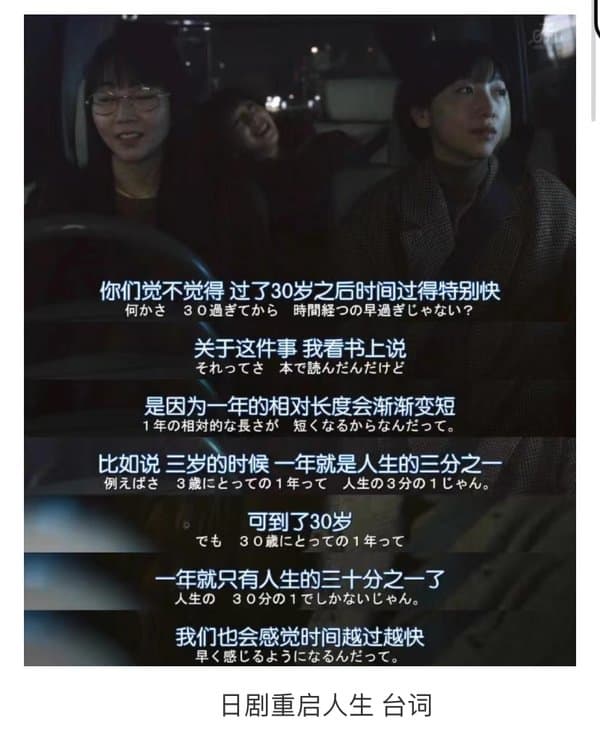 你们觉不觉得 过了30岁之后时间过得特别快
何かさ ３０過ぎてから 時間経つの早過ぎじゃない？
关于这件事 我看书上说
それってさ 本で読んだんだけど
是因为一年的相对长度会渐渐变短
１年の相対的な長さが 短くなるからなんだって。
比如说 三岁的时候 一年就是人生的三分之一
例えばさ ３歳にとっての１年って 人生の３分の１じゃん。
可到了30岁
でも ３０歳にとっての１年って
一年就只有人生的三十分之一了
人生の ３０分の１でしかないじゃん。
我们也会感觉时间越过越快
早く感じるようになるんだって。
日剧重启人生 台词